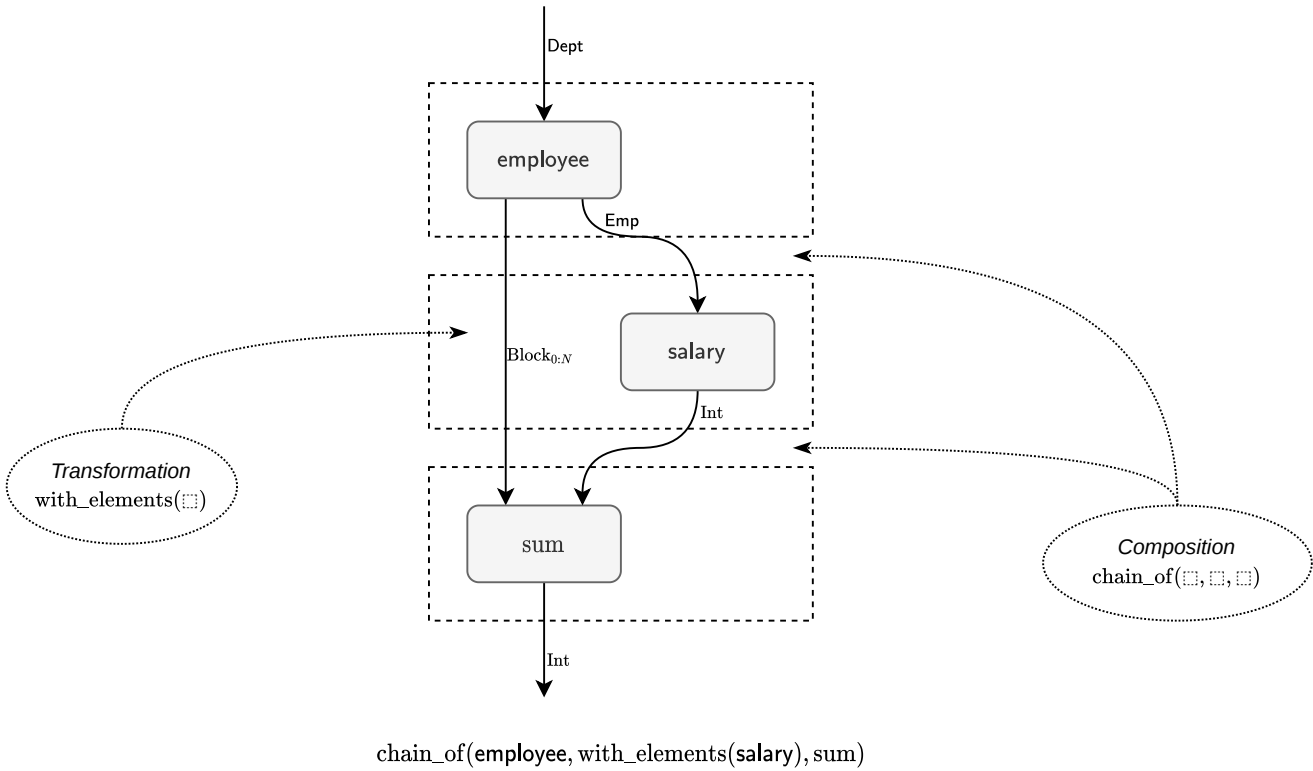 Dept
employee
Emp
Block₀:N
salary
Int
Transformation
with_elements(⬚)
sum
Composition
chain_of(⬚, ⬚, ⬚)
Int
chain_of(employee, with_elements(salary), sum)